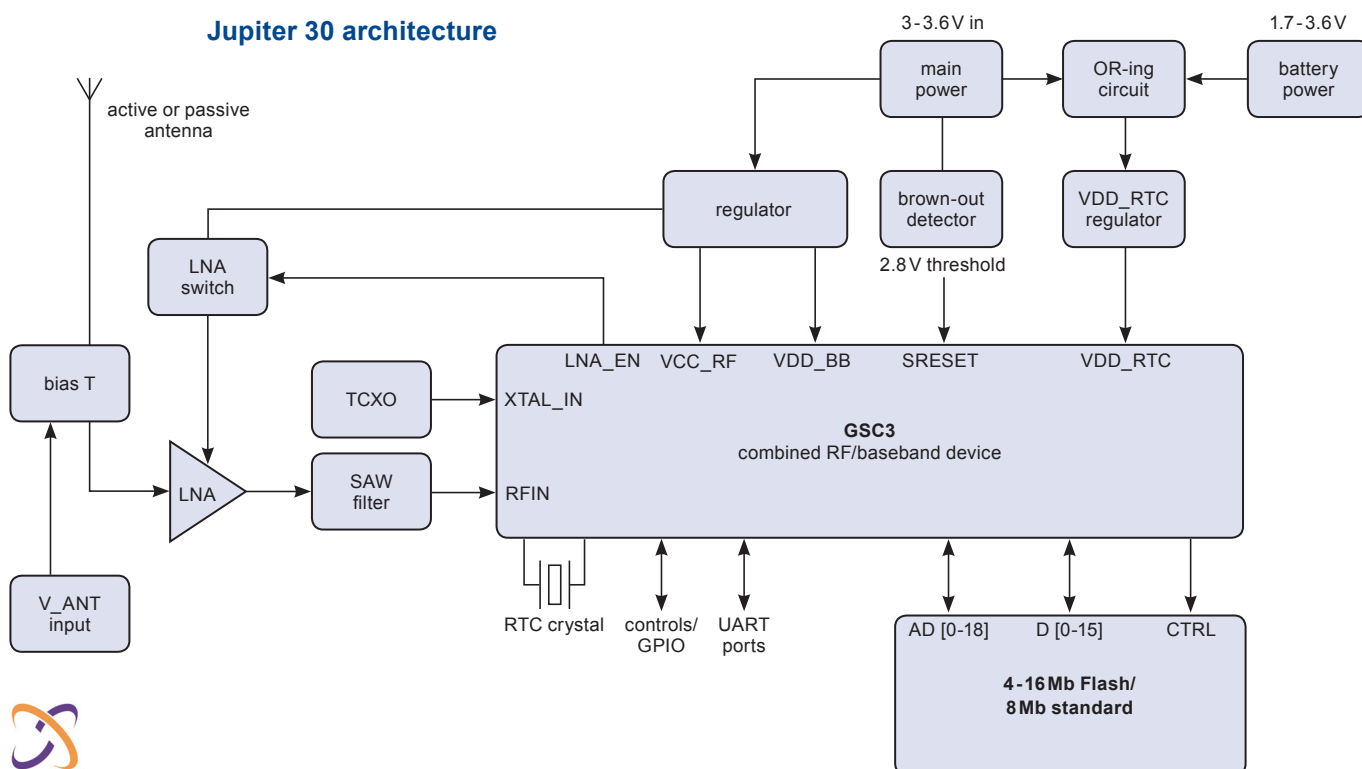 Jupiter 30 architecture
3-3.6V in
1.7-3.6V
main
power
OR-ing
circuit
battery
power
active or passive
antenna
regulator
brown-out
detector
VDD_RTC
regulator
2.8V threshold
LNA
switch
bias T
TCXO
LNA
SAW
filter
V_ANT
input
LNA_EN
VCC_RF
VDD_BB
SRESET
VDD_RTC
XTAL_IN
GSC3
combined RF/baseband device
RFIN
RTC crystal
controls/
GPIO
UART
ports
AD [0-18]
D [0-15]
CTRL
4-16Mb Flash/
8Mb standard